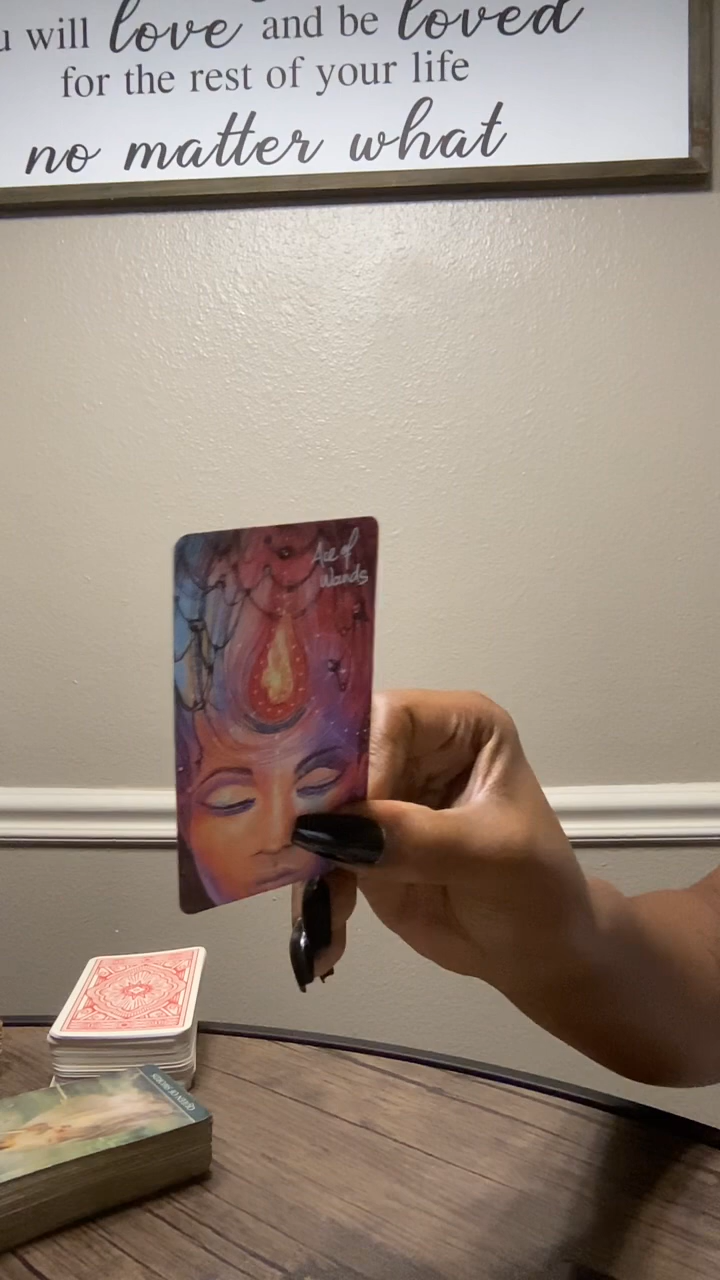 will love and be loved
for the rest of your life
no matter what
Ace of
Wands